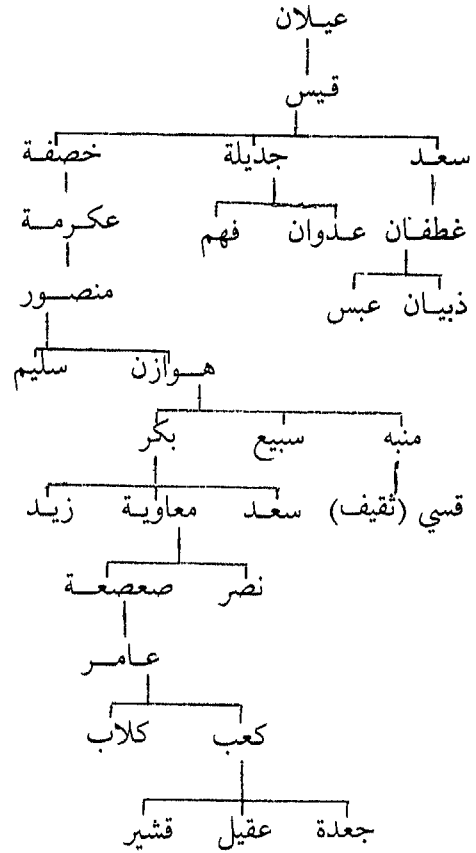 عيلان
قيس
سعد جديلة خصفة
غطفان عدوان فهم عكرمة
ذبيان عبس منصور
هوازن سليم
منبه سبيع بكر
قسي (ثقيف) سعد معاوية زيد
نصر صعصعة
عامر
كعب كلاب
جعدة عقيل قشير